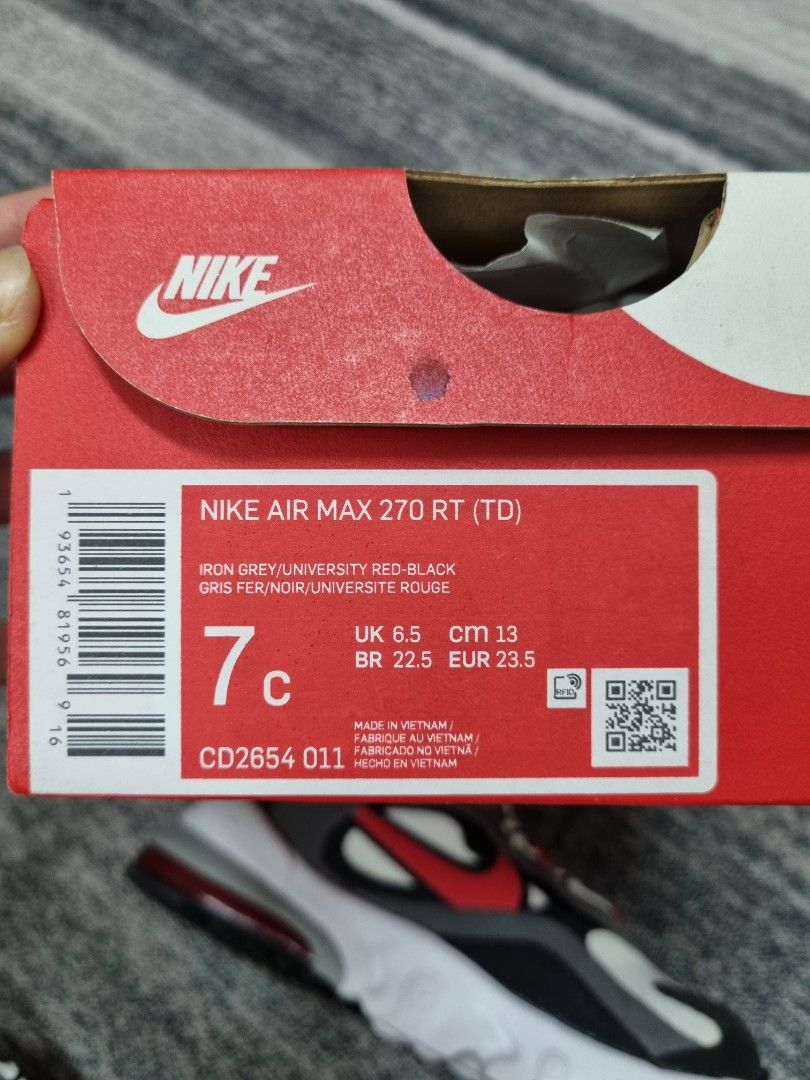 NIKE
NIKE AIR MAX 270 RT (TD)
IRON GREY/UNIVERSITY RED-BLACK
GRIS FER/NOIR/UNIVERSITE ROUGE
7C
UK 6.5 cm 13
BR 22.5 EUR 23.5
RFID
CD2654 011
MADE IN VIETNAM /
FABRIQUE AU VIETNAM /
FABRICADO NO VIETNÃ /
HECHO EN VIETNAM
1 93654 81956 9 16